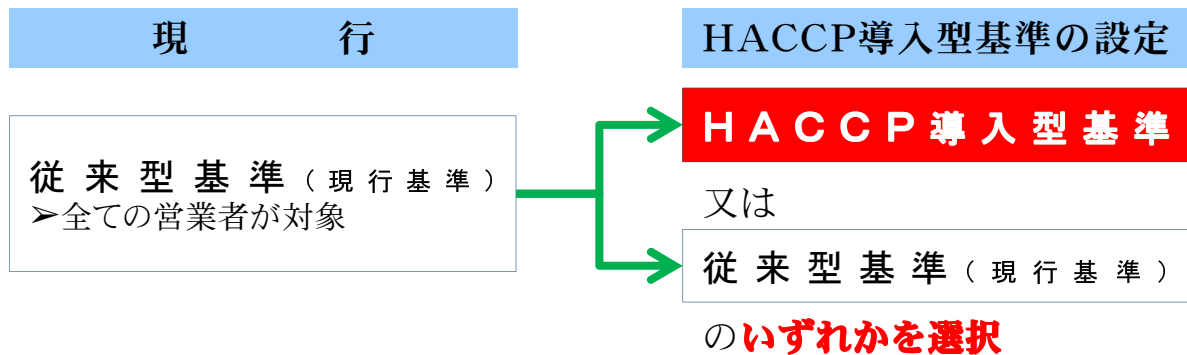 現行
従来型基準(現行基準)
➢全ての営業者が対象
HACCP導入型基準の設定
HACCP導入型基準
又は
従来型基準(現行基準)
のいずれかを選択